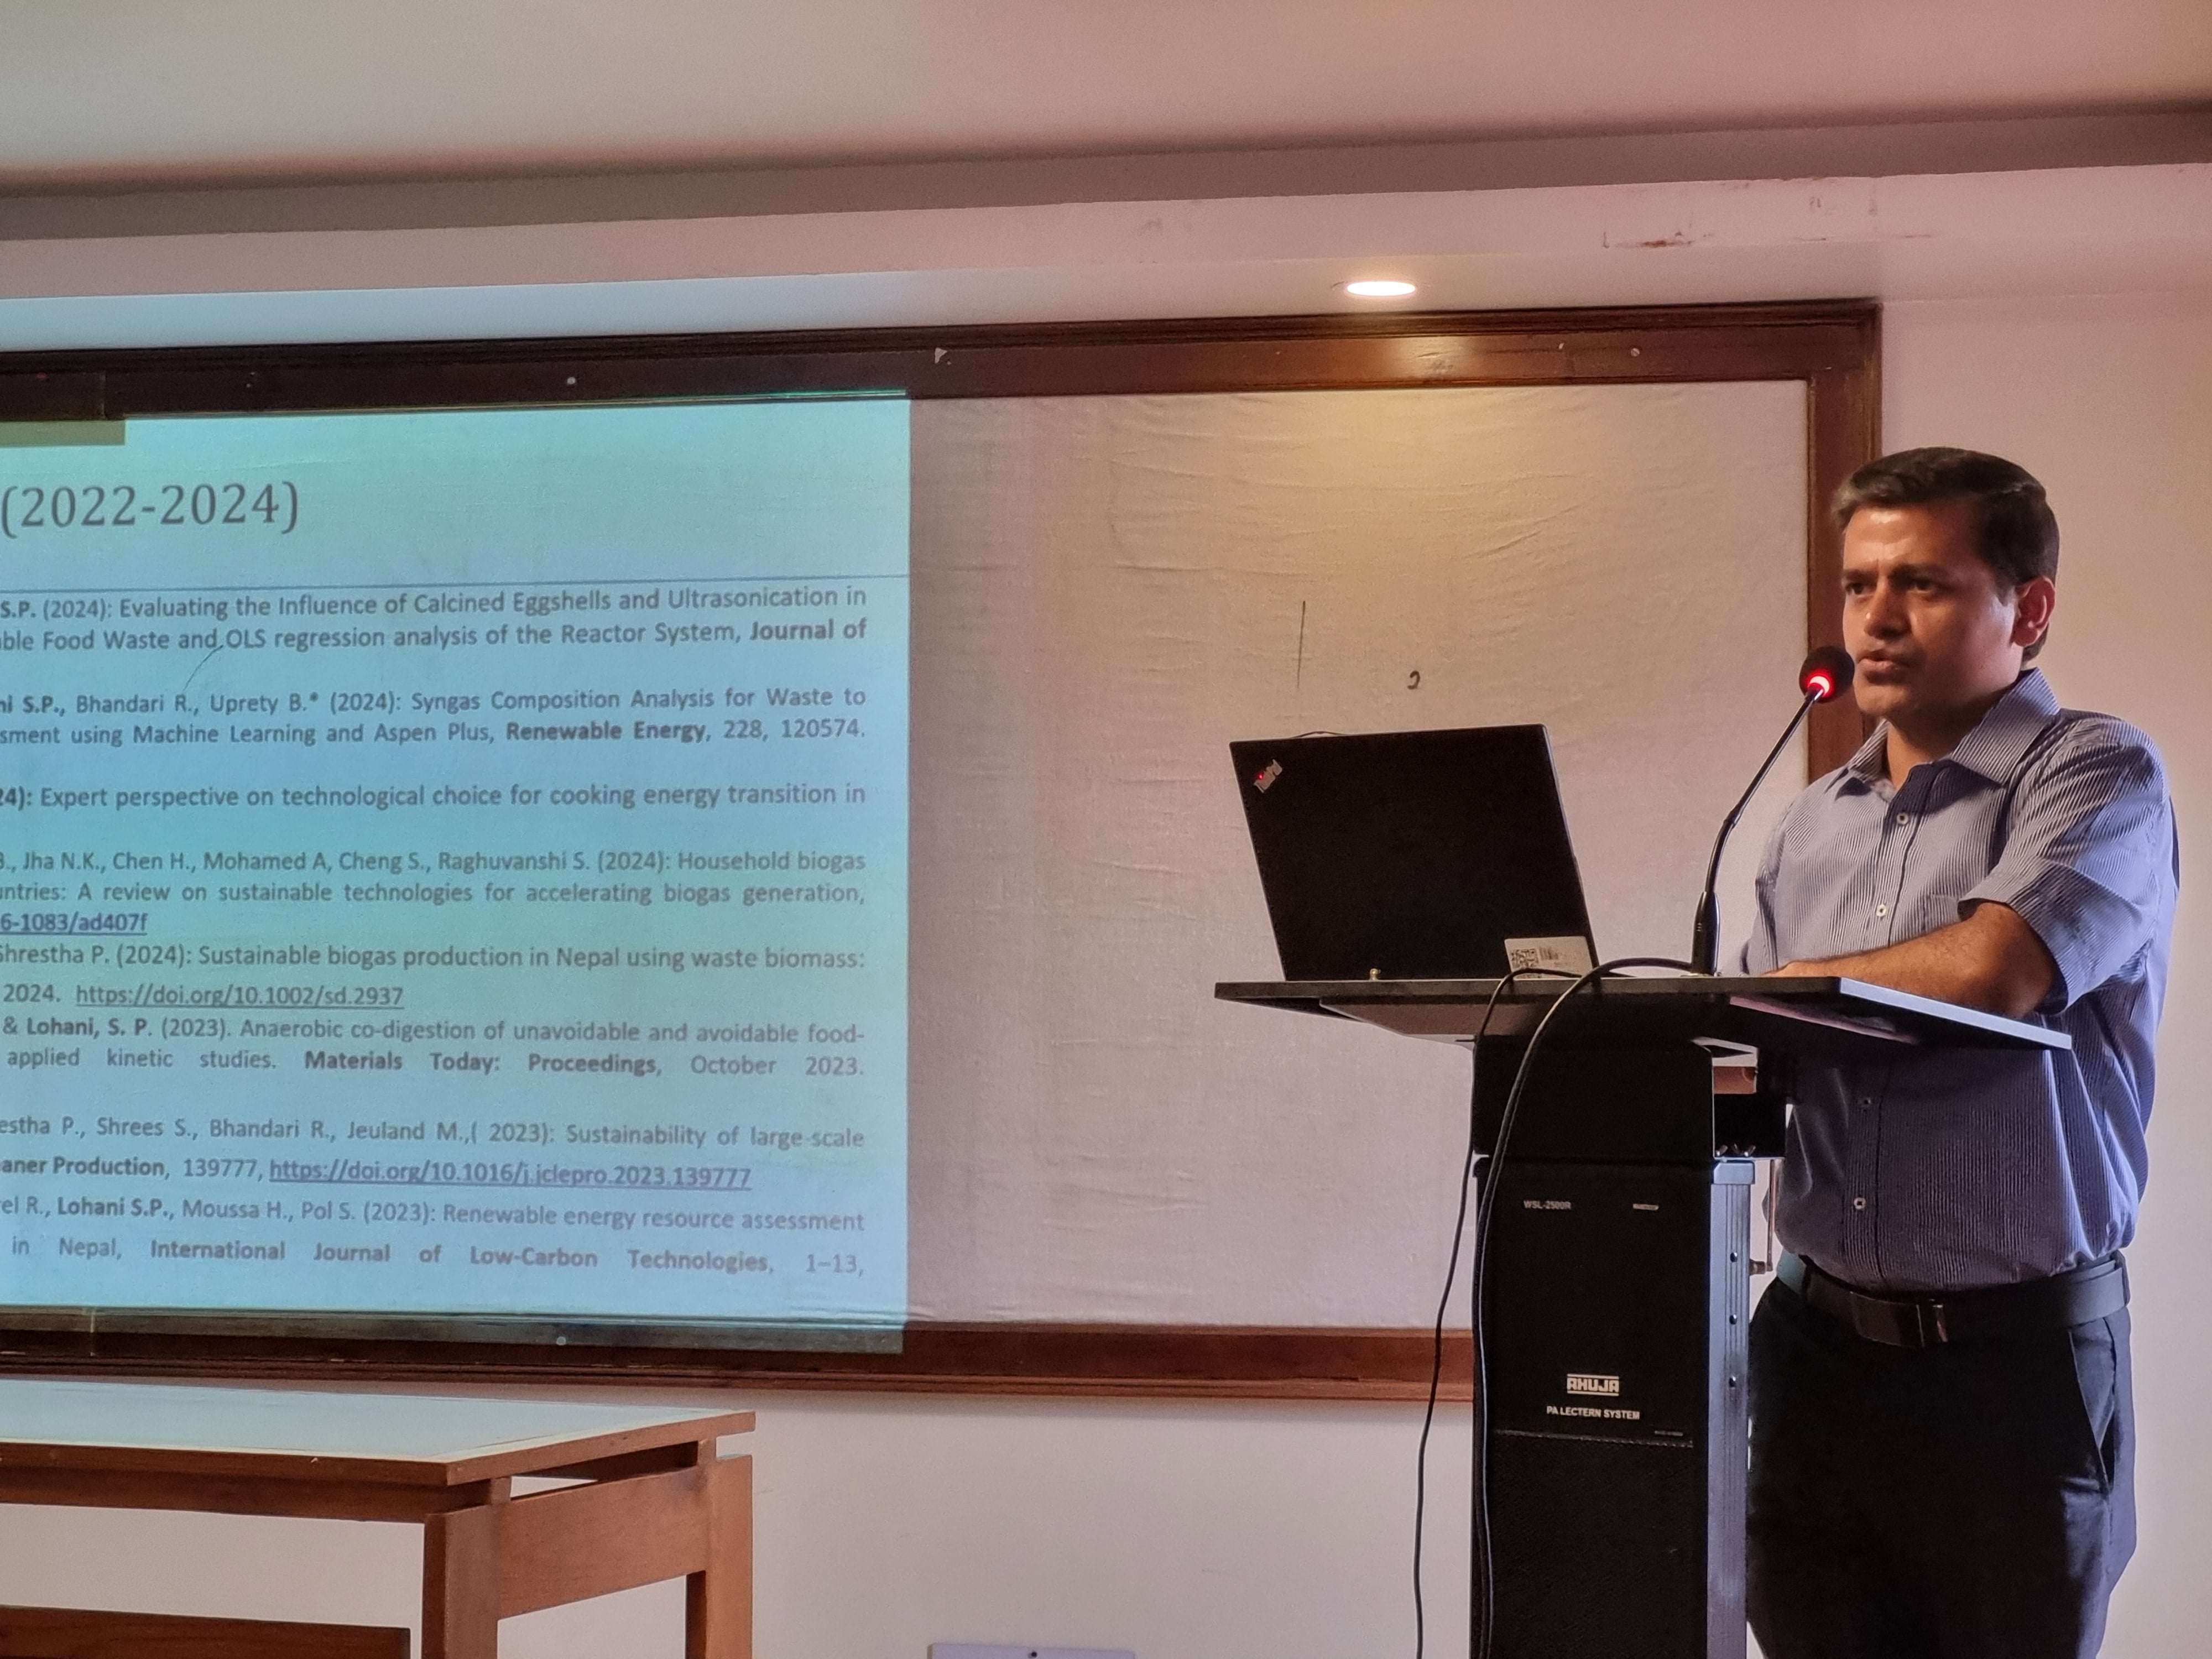 (2022-2024)
S.P. (2024): Evaluating the Influence of Calcined Eggshells and Ultrasonication in
ble Food Waste and OLS regression analysis of the Reactor System, Journal of
ni S.P., Bhandari R., Uprety B.* (2024): Syngas Composition Analysis for Waste to
sment using Machine Learning and Aspen Plus, Renewable Energy, 228, 120574.
24): Expert perspective on technological choice for cooking energy transition in
B., Jha N.K., Chen H., Mohamed A, Cheng S., Raghuvanshi S. (2024): Household biogas
untries: A review on sustainable technologies for accelerating biogas generation,
6-1083/ad407f
Shrestha P. (2024): Sustainable biogas production in Nepal using waste biomass:
2024. https://doi.org/10.1002/sd.2937
& Lohani, S. P. (2023). Anaerobic co-digestion of unavoidable and avoidable food-
applied kinetic studies. Materials Today: Proceedings, October 2023.
estha P., Shrees S., Bhandari R., Jeuland M.,( 2023): Sustainability of large-scale
aner Production, 139777, https://doi.org/10.1016/j.jclepro.2023.139777
el R., Lohani S.P., Moussa H., Pol S. (2023): Renewable energy resource assessment
in Nepal, International Journal of Low-Carbon Technologies, 1–13,
ThinkPad
WSL-2500R
AHUJA
PA LECTERN SYSTEM